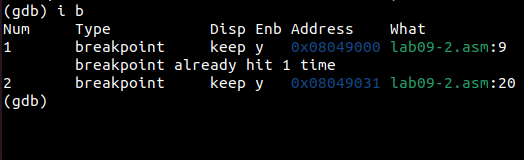 (gdb) i b
Num     Type           Disp Enb Address    What
1       breakpoint     keep y   0x08049000 lab09-2.asm:9
        breakpoint already hit 1 time
2       breakpoint     keep y   0x08049031 lab09-2.asm:20
(gdb)